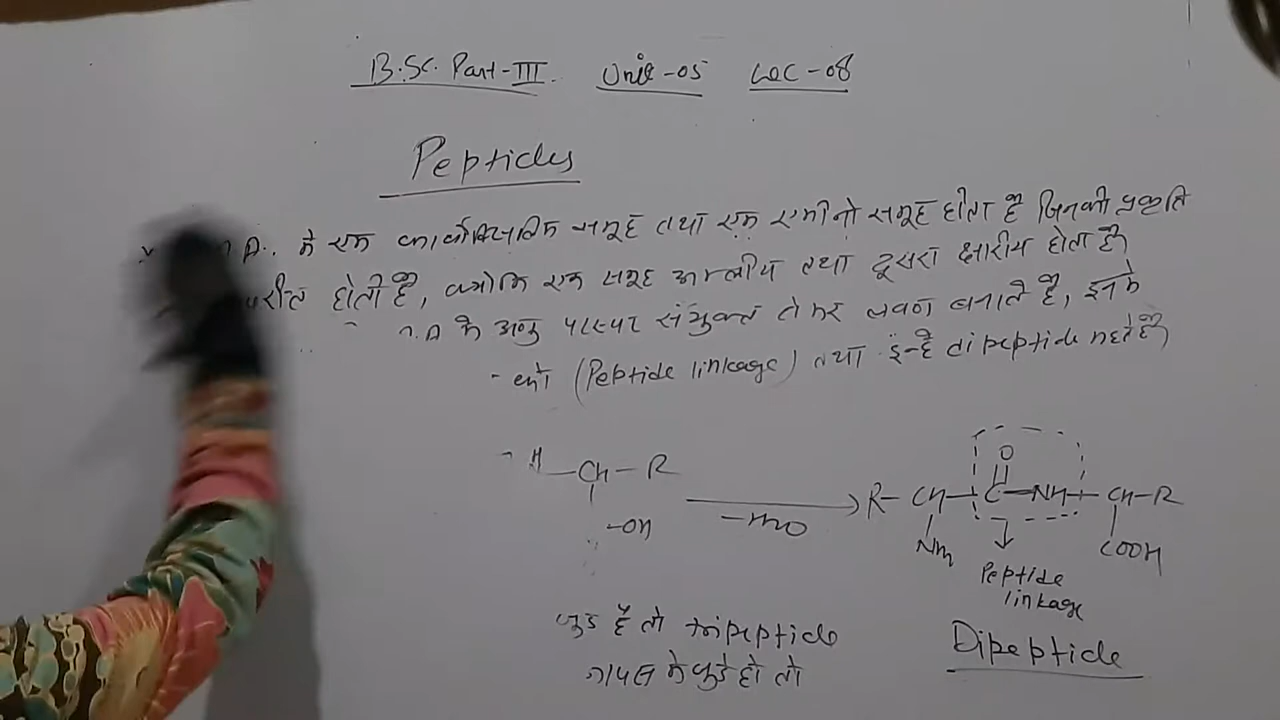 B.Sc. Part-III. Unit-05 Lec-08
Peptides
A.. मे एक कार्बोक्सिलिक समूह तथा एक एमीनो समूह होता है जिनकी प्रकृति
होती है, क्योकि एक समूह अम्लीय तथा दूसरा क्षारीय होता है
के अणु परस्पर संयुक्त होकर लवण बनाते है, इनके
(Peptide linkage) तथा इन्हे dipeptide कहते है
H-CH-R
-OH
-H2O
R-CH-C-NH-CH-R
O
NH2
COOH
Peptide
linkage
जुडे है तो tripeptide
Dipeptide
मे जुडे हो तो